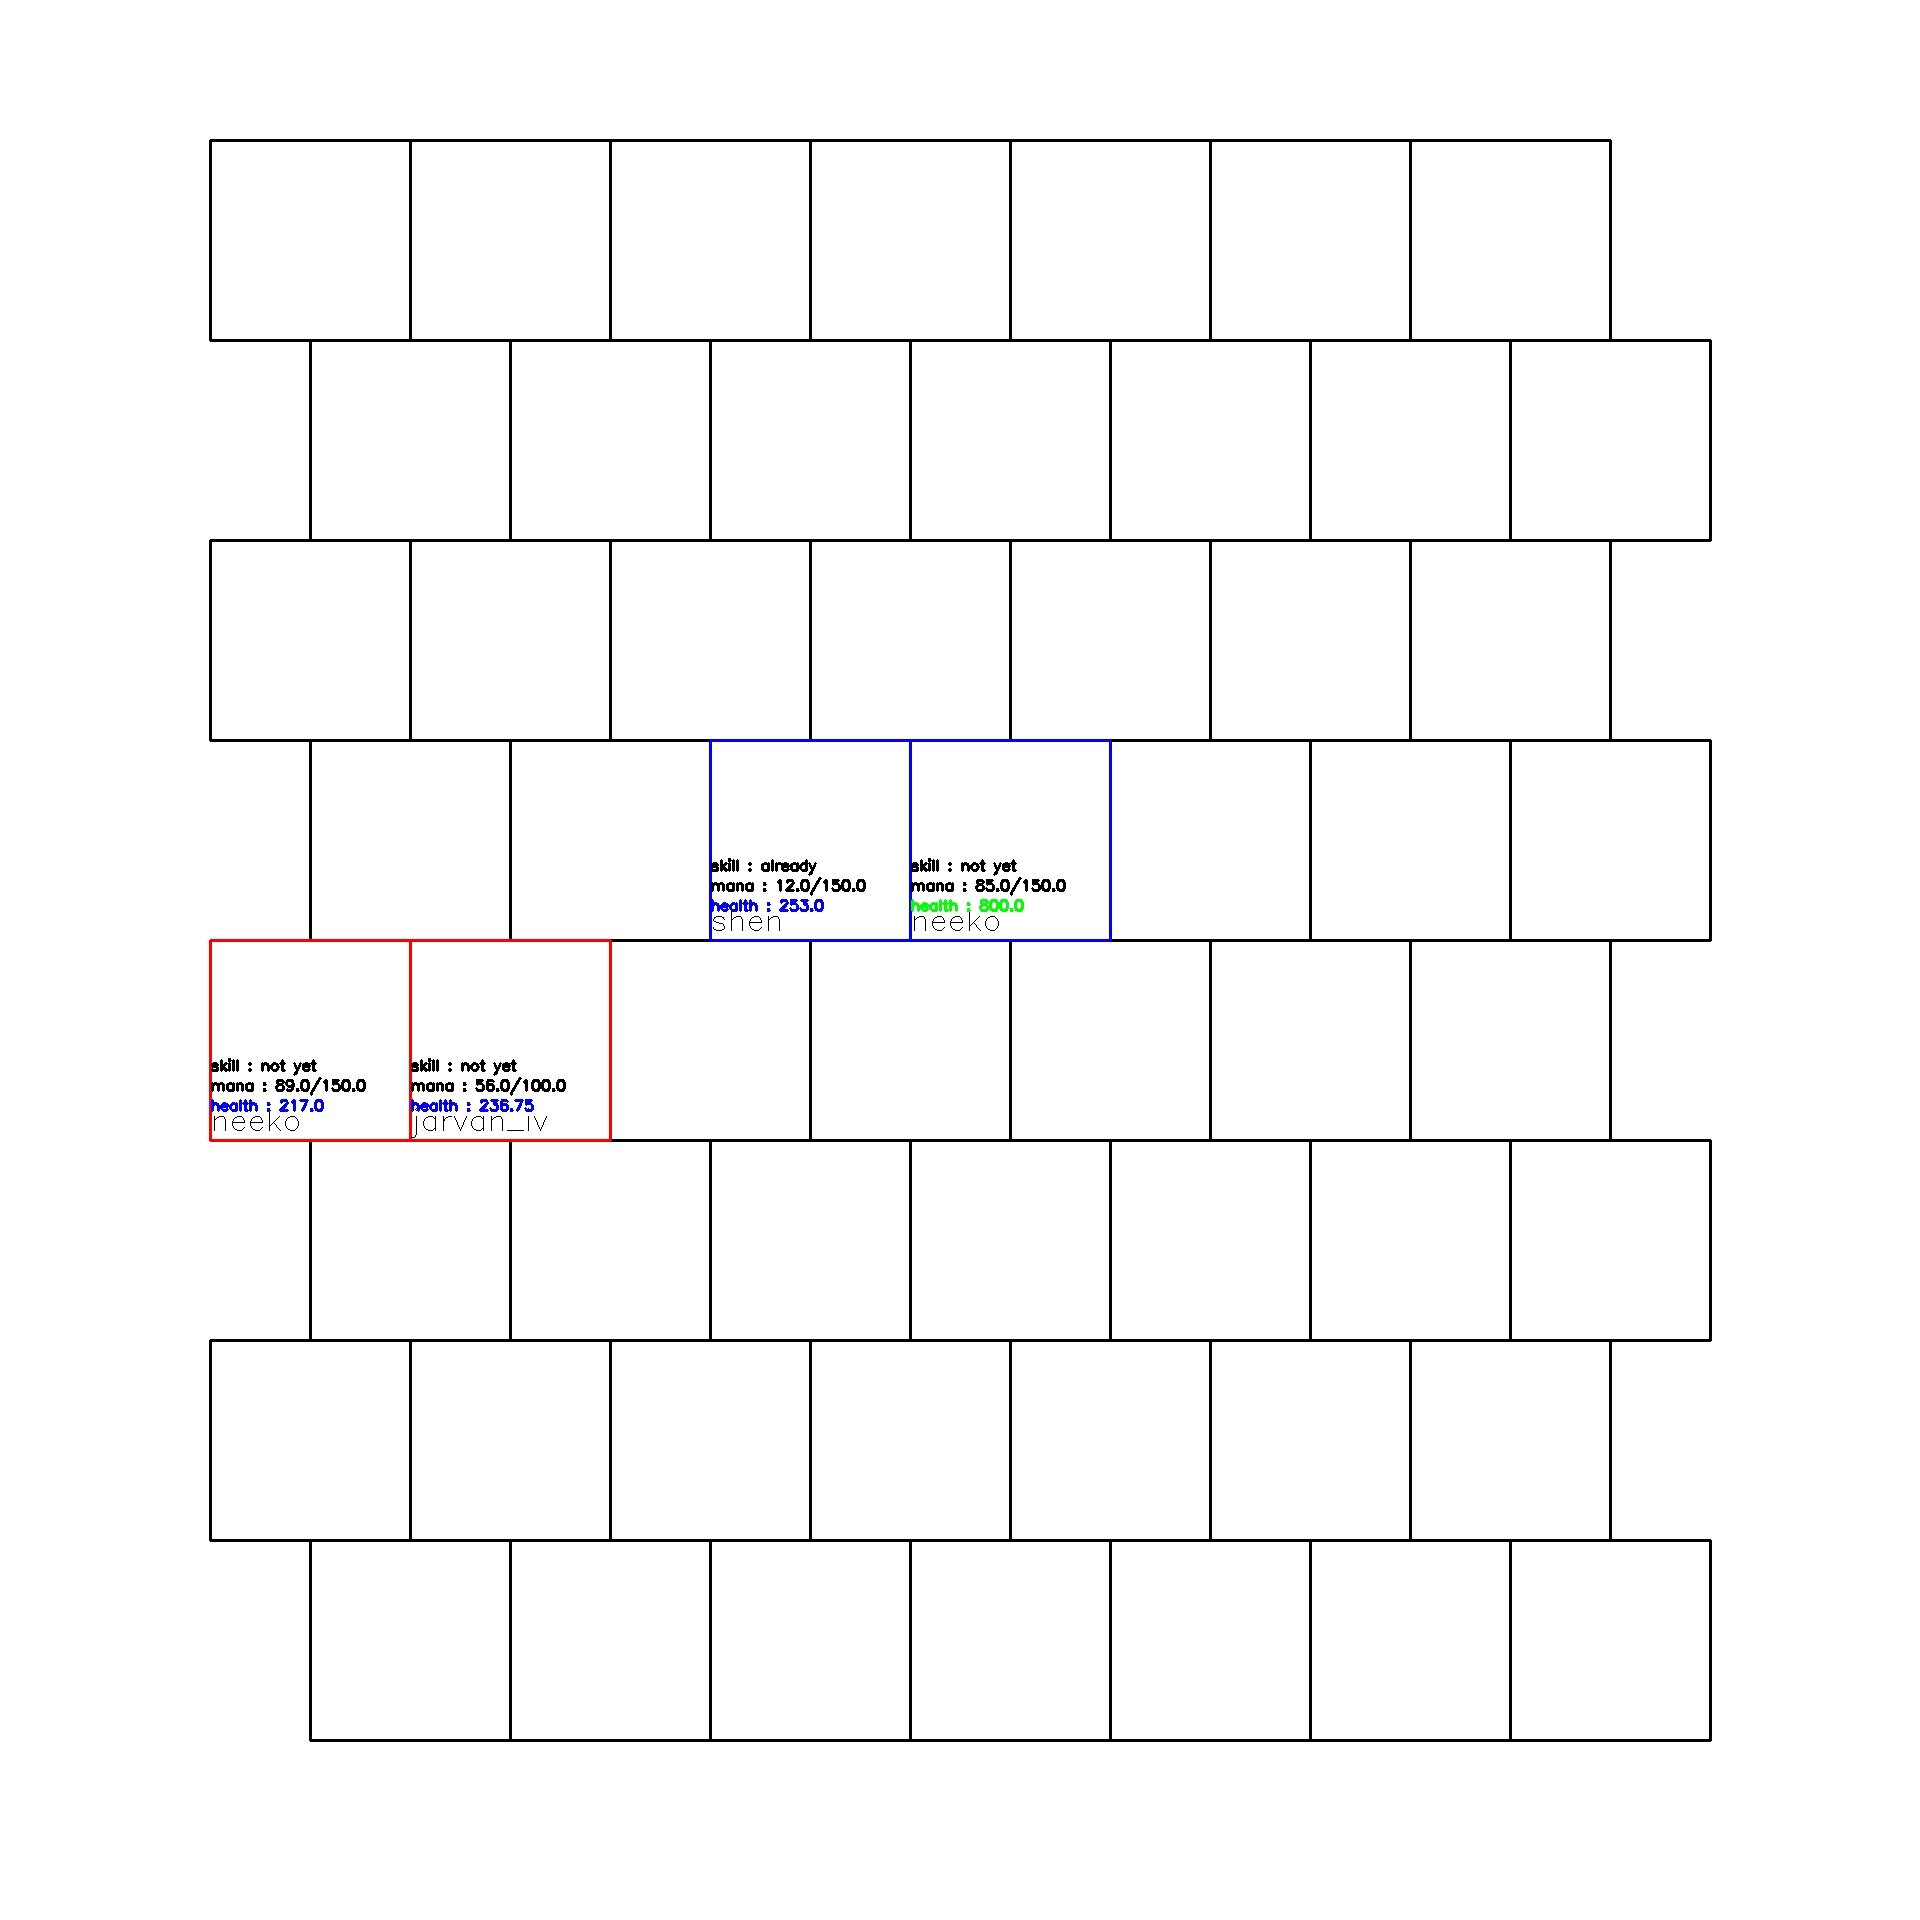 skill : already
mana : 12.0/150.0
health : 253.0
shen
skill : not yet
mana : 85.0/150.0
health : 800.0
neeko
skill : not yet
mana : 89.0/150.0
health : 217.0
neeko
skill : not yet
mana : 56.0/100.0
health : 236.75
jarvan_iv